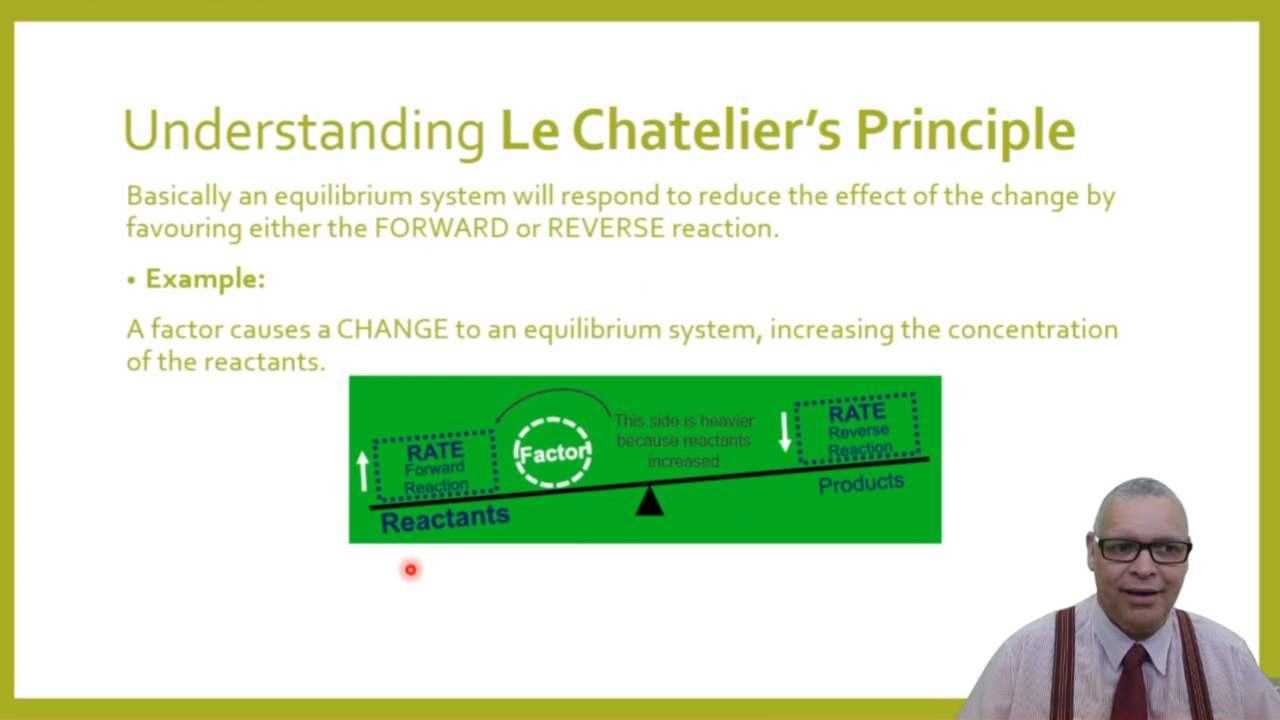 Understanding Le Chatelier's Principle
Basically an equilibrium system will respond to reduce the effect of the change by
favouring either the FORWARD or REVERSE reaction.
• Example:
A factor causes a CHANGE to an equilibrium system, increasing the concentration
of the reactants.
RATE
Forward
Reaction
Factor
This side is heavier
because reactants
increased
RATE
Reverse
Reaction
Reactants
Products